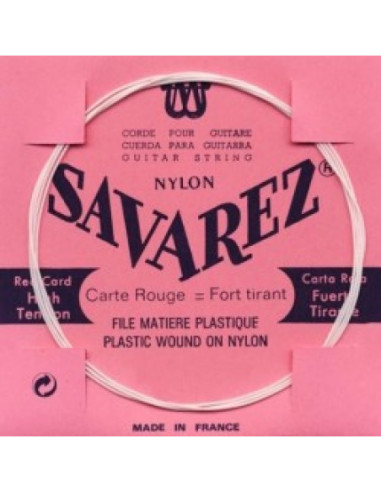 CORDE POUR GUITARE
CUERDA PARA GUITARRA
GUITAR STRING
NYLON
SAVAREZ®
Red Card
High
Tension
Carte Rouge = Fort tirant
Carta Roja
Fuerte
Tirante
FILE MATIERE PLASTIQUE
PLASTIC WOUND ON NYLON
MADE IN FRANCE